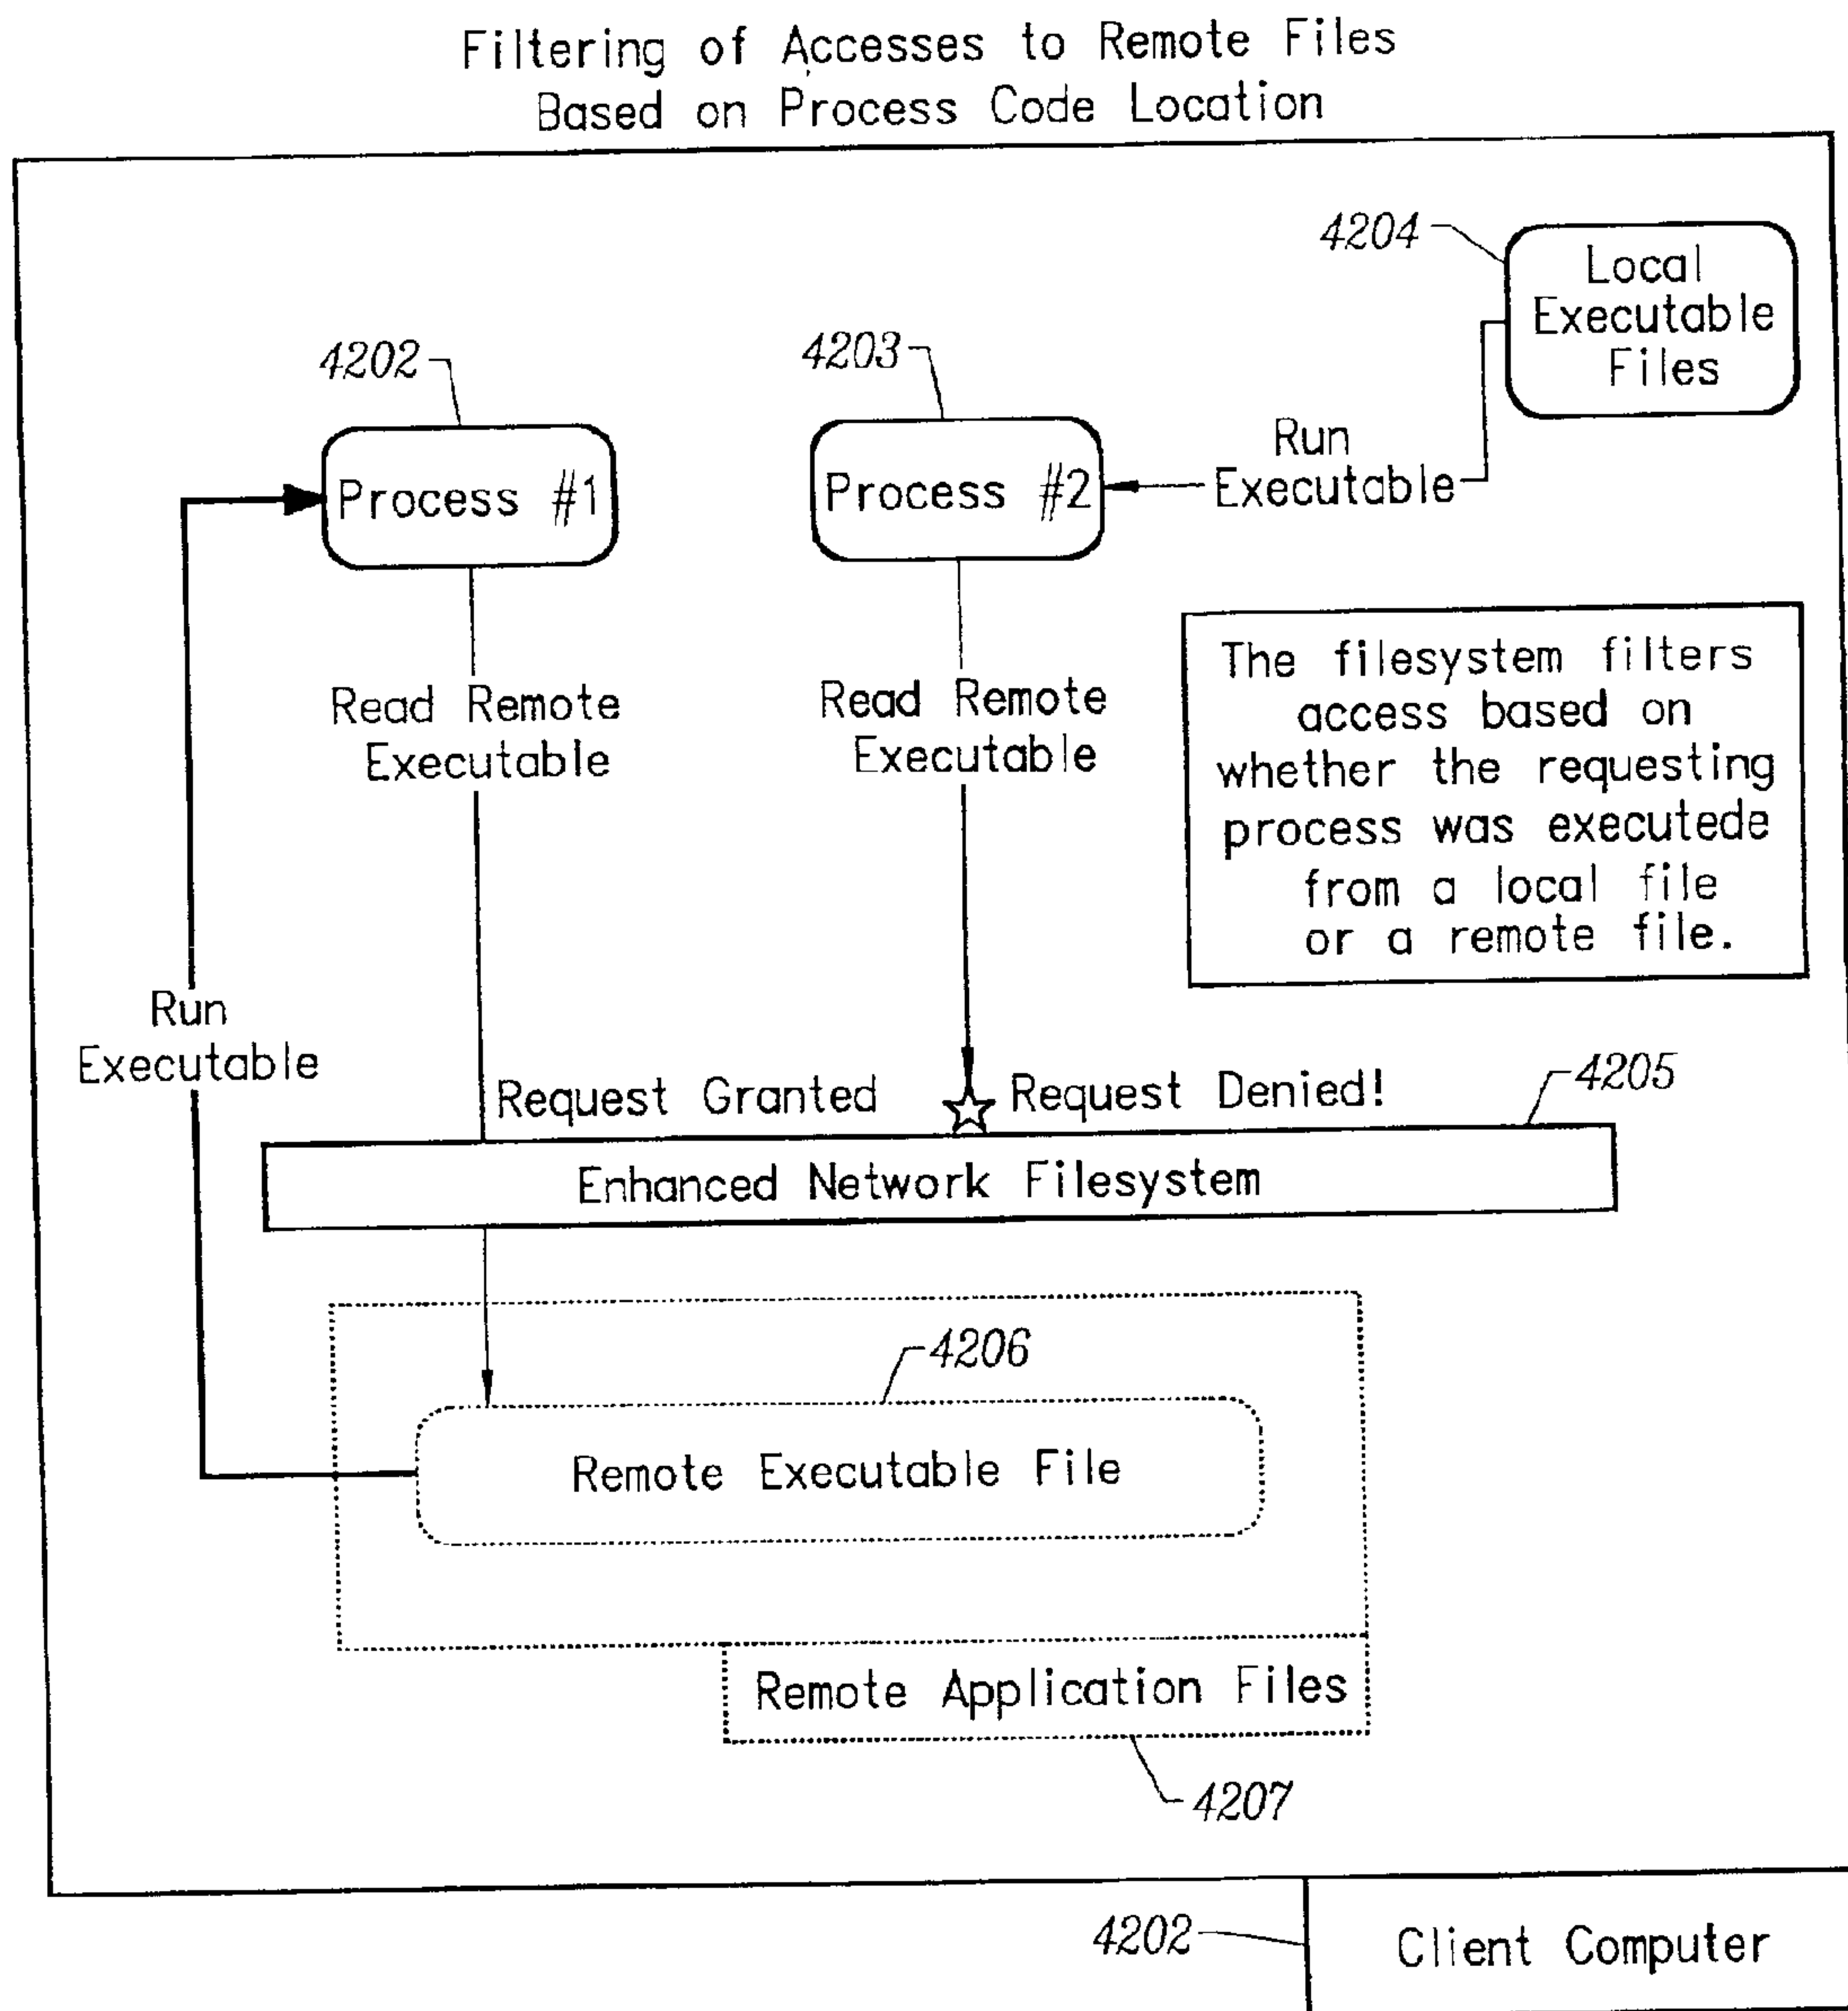 Filtering of Accesses to Remote Files
Based on Process Code Location
4204
Local
Executable
Files
4202
4203
Process #1
Process #2
Run
Executable
Read Remote
Executable
Read Remote
Executable
The filesystem filters
access based on
whether the requesting
process was executede
from a local file
or a remote file.
Run
Executable
Request Granted
Request Denied!
4205
Enhanced Network Filesystem
4206
Remote Executable File
Remote Application Files
4207
4202
Client Computer